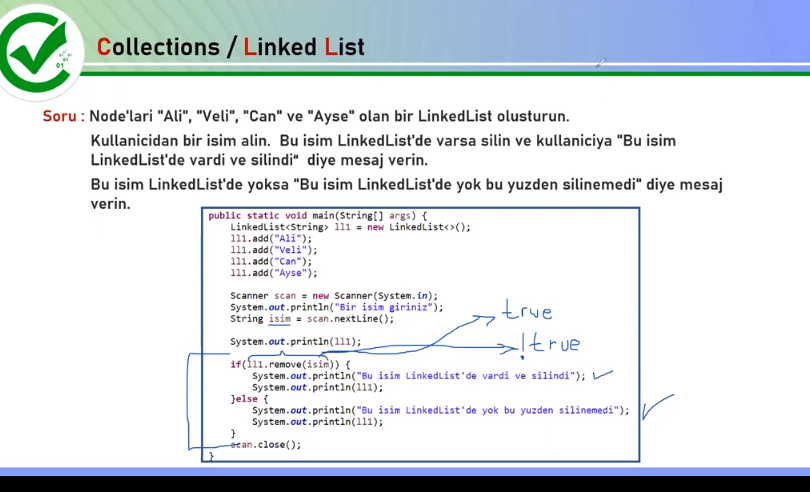 Collections / Linked List
01
Soru : Node'lari "Ali", "Veli", "Can" ve "Ayse" olan bir LinkedList olusturun.
Kullanicidan bir isim alin. Bu isim LinkedList'de varsa silin ve kullaniciya "Bu isim
LinkedList'de vardi ve silindi" diye mesaj verin.
Bu isim LinkedList'de yoksa "Bu isim LinkedList'de yok bu yuzden silinemedi" diye mesaj
verin.
public static void main(String[] args) {
LinkedList<String> ll1 = new LinkedList<>();
ll1.add("Ali");
ll1.add("Veli");
ll1.add("Can");
ll1.add("Ayse");
Scanner scan = new Scanner(System.in);
System.out.println("Bir isim giriniz");
String isim = scan.nextLine();
true
System.out.println(ll1);
!true
if(ll1.remove(isim)) {
System.out.println("Bu isim LinkedList'de vardi ve silindi");
System.out.println(ll1);
}else {
System.out.println("Bu isim LinkedList'de yok bu yuzden silinemedi");
System.out.println(ll1);
}
scan.close();
}